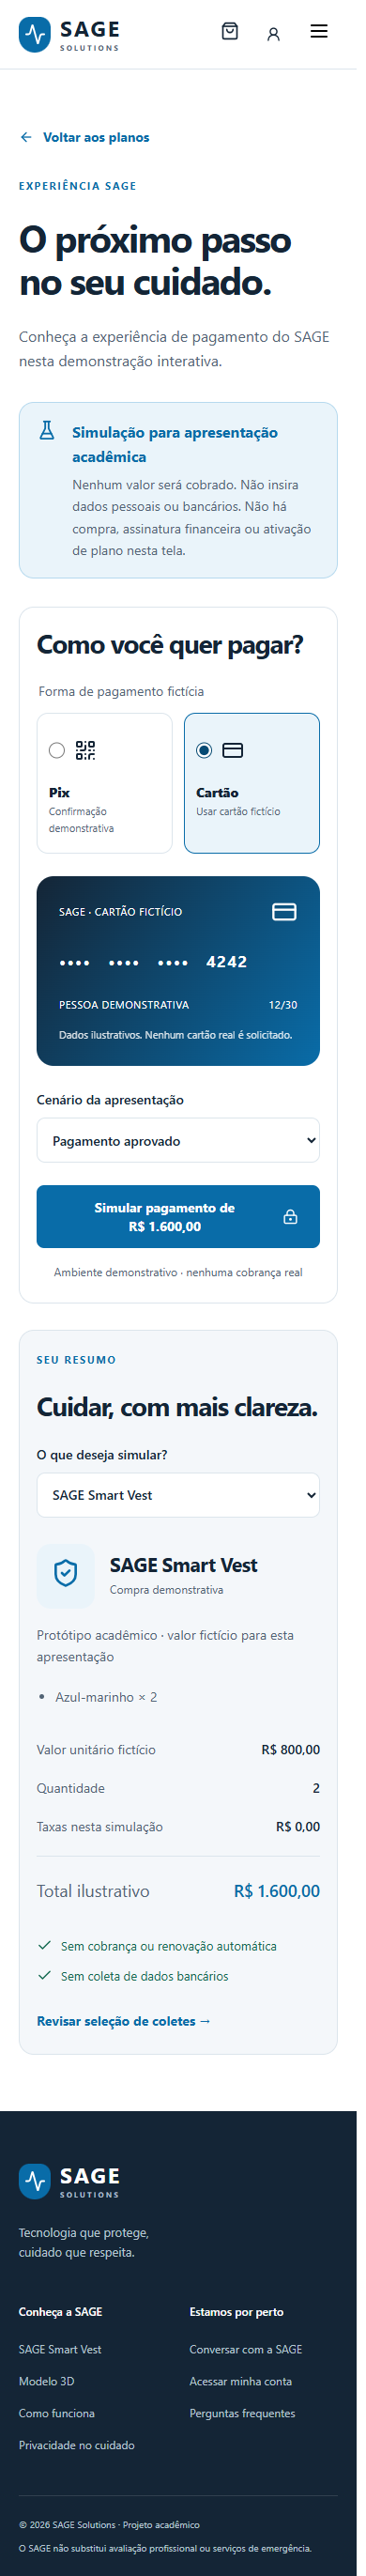 SAGE
SOLUTIONS
← Voltar aos planos
EXPERIÊNCIA SAGE
O próximo passo
no seu cuidado.
Conheça a experiência de pagamento do SAGE
nesta demonstração interativa.
Simulação para apresentação
acadêmica
Nenhum valor será cobrado. Não insira
dados pessoais ou bancários. Não há
compra, assinatura financeira ou ativação
de plano nesta tela.
Como você quer pagar?
Forma de pagamento fictícia
Pix
Confirmação
demonstrativa
Cartão
Usar cartão fictício
SAGE · CARTÃO FICTÍCIO
•••• •••• •••• 4242
PESSOA DEMONSTRATIVA 12/30
Dados ilustrativos. Nenhum cartão real é solicitado.
Cenário da apresentação
Pagamento aprovado
Simular pagamento de
R$ 1.600,00
Ambiente demonstrativo · nenhuma cobrança real
SEU RESUMO
Cuidar, com mais clareza.
O que deseja simular?
SAGE Smart Vest
SAGE Smart Vest
Compra demonstrativa
Protótipo acadêmico · valor fictício para esta
apresentação
• Azul-marinho × 2
Valor unitário fictício R$ 800,00
Quantidade 2
Taxas nesta simulação R$ 0,00
Total ilustrativo R$ 1.600,00
Sem cobrança ou renovação automática
Sem coleta de dados bancários
Revisar seleção de coletes →
SAGE
SOLUTIONS
Tecnologia que protege,
cuidado que respeita.
Conheça a SAGE
SAGE Smart Vest
Modelo 3D
Como funciona
Privacidade no cuidado
Estamos por perto
Conversar com a SAGE
Acessar minha conta
Perguntas frequentes
© 2026 SAGE Solutions · Projeto acadêmico
O SAGE não substitui avaliação profissional ou serviços de emergência.